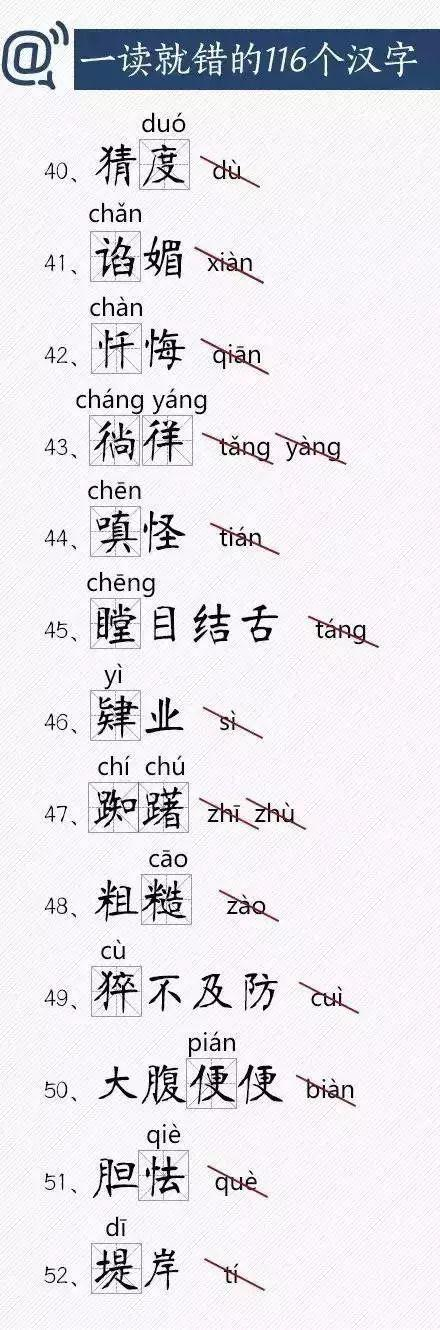 @ 一读就错的116个汉字
duó
40、猜度 dù
chǎn
41、谄媚 xiàn
chàn
42、忏悔 qiān
cháng yáng
43、徜徉 tǎng yàng
chēn
44、嗔怪 tián
chēng
45、瞠目结舌 táng
yì
46、肄业 sì
chí chú
47、踟躇 zhī zhù
cāo
48、粗糙 zào
cù
49、猝不及防 cuì
pián
50、大腹便便 biàn
qiè
51、胆怯 què
dī
52、堤岸 tí